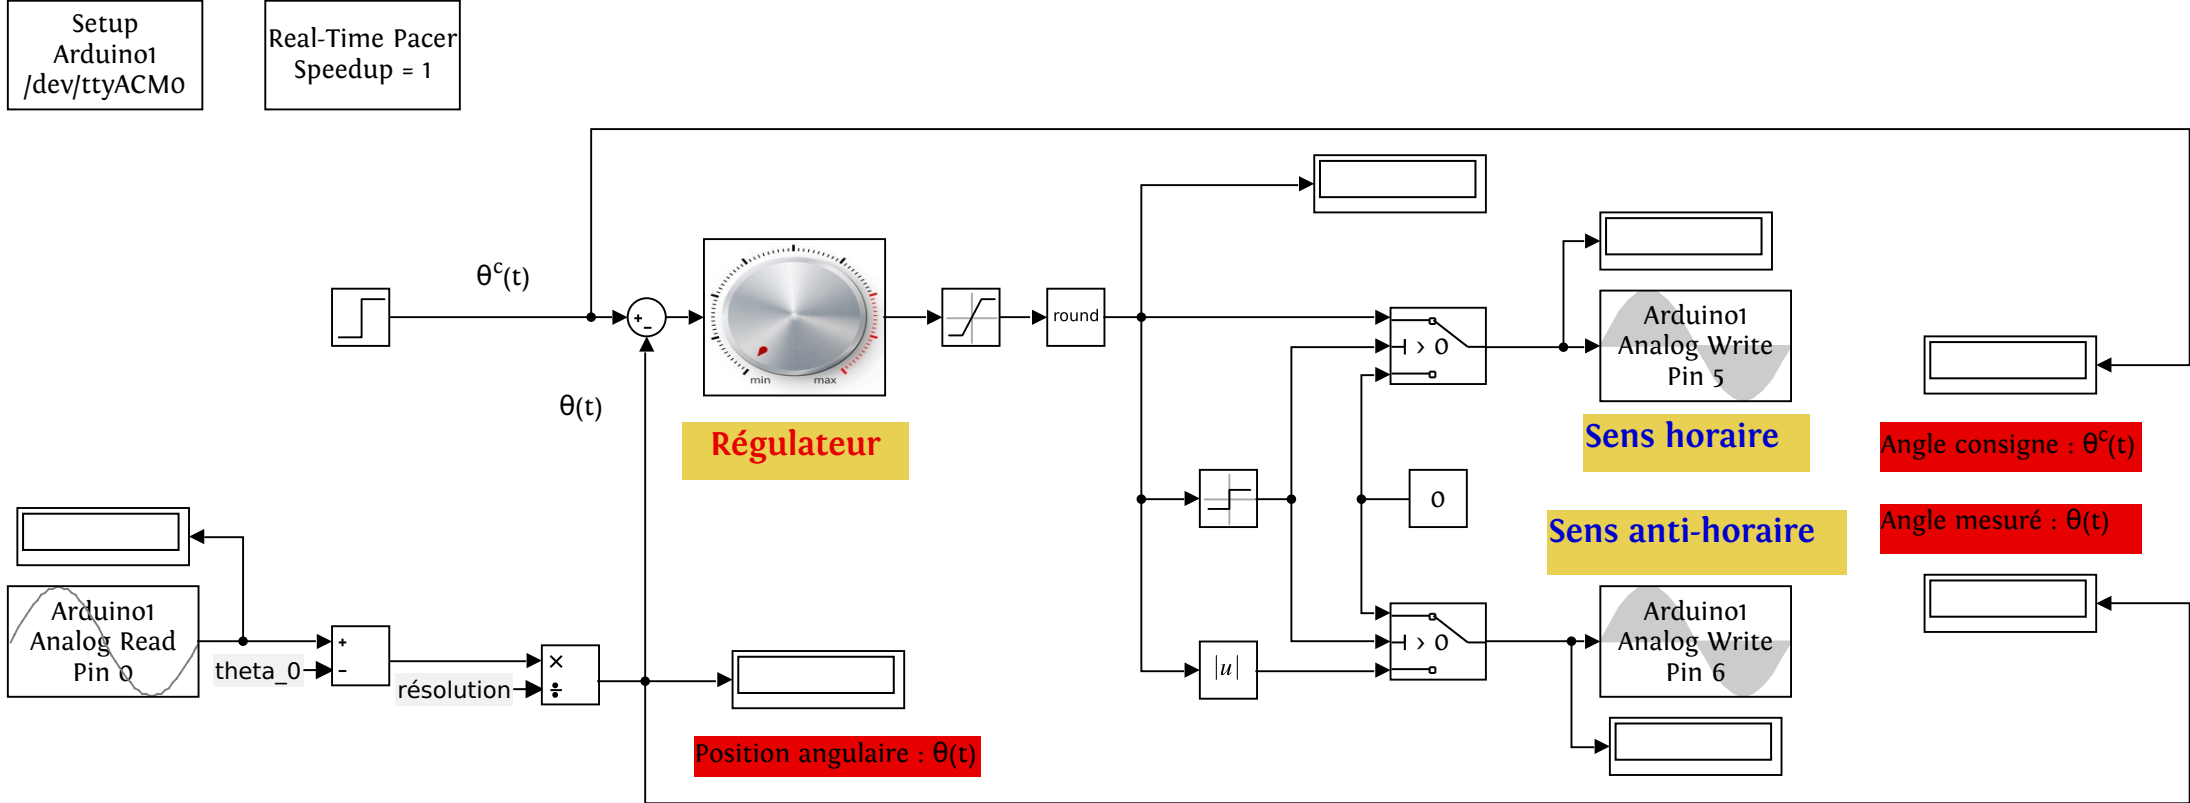 Setup
Arduino1
/dev/ttyACM0
Real-Time Pacer
Speedup = 1
θᶜ(t)
+
−
θ(t)
min
max
Régulateur
round
> 0
Arduino1
Analog Write
Pin 5
Sens horaire
Angle consigne : θᶜ(t)
0
Sens anti-horaire
Angle mesuré : θ(t)
Arduino1
Analog Read
Pin 0
+
−
theta_0
résolution
×
÷
|u|
> 0
Arduino1
Analog Write
Pin 6
Position angulaire : θ(t)